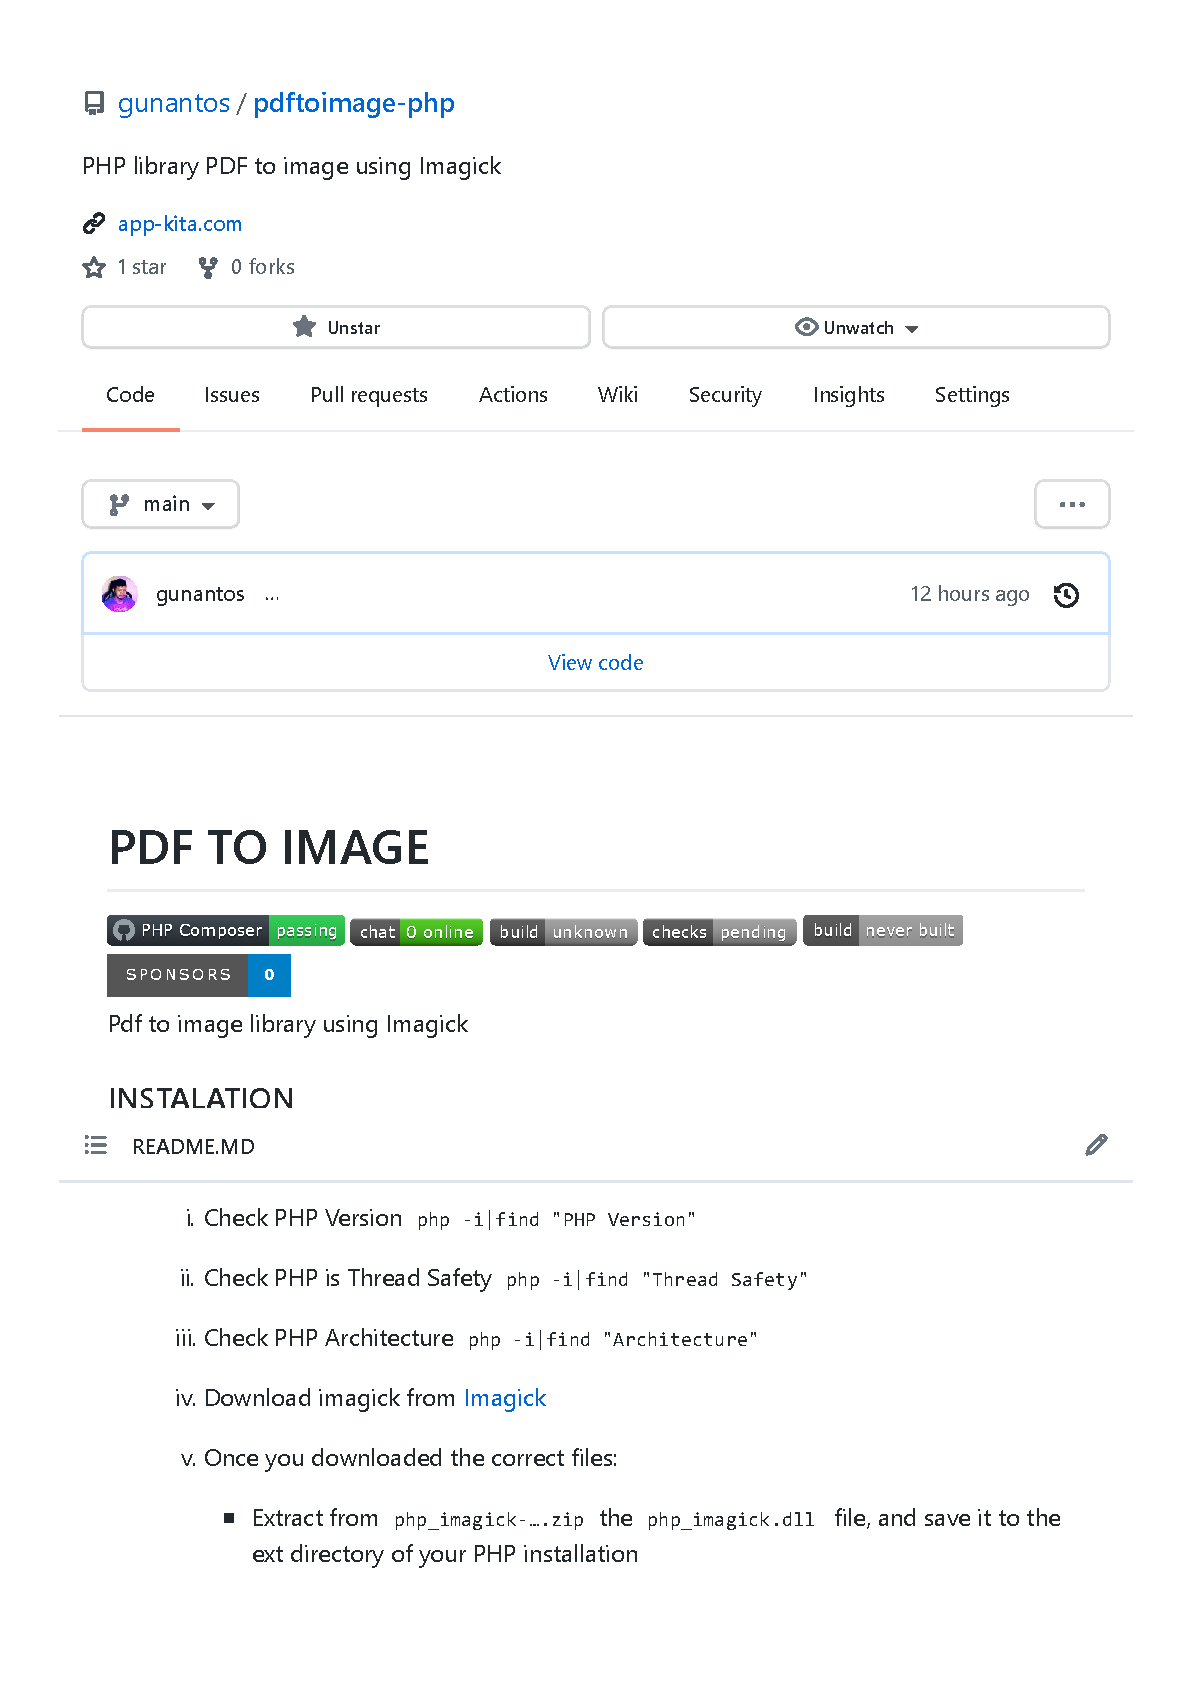 gunantos / pdftoimage-php
PHP library PDF to image using Imagick
app-kita.com
1 star 0 forks
Unstar Unwatch
Code Issues Pull requests Actions Wiki Security Insights Settings
main ...
gunantos ... 12 hours ago
View code
PDF TO IMAGE
PHP Composer passing chat 0 online build unknown checks pending build never built
SPONSORS 0
Pdf to image library using Imagick
INSTALATION
README.MD
i. Check PHP Version php -i|find "PHP Version"
ii. Check PHP is Thread Safety php -i|find "Thread Safety"
iii. Check PHP Architecture php -i|find "Architecture"
iv. Download imagick from Imagick
v. Once you downloaded the correct files:
■ Extract from php_imagick-….zip the php_imagick.dll file, and save it to the
ext directory of your PHP installation